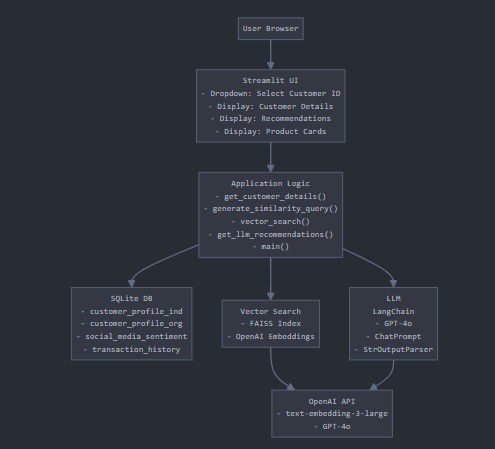 User Browser
Streamlit UI
- Dropdown: Select Customer ID
- Display: Customer Details
- Display: Recommendations
- Display: Product Cards
Application Logic
- get_customer_details()
- generate_similarity_query()
- vector_search()
- get_llm_recommendations()
- main()
SQLite DB
- customer_profile_ind
- customer_profile_org
- social_media_sentiment
- transaction_history
Vector Search
- FAISS Index
- OpenAI Embeddings
LLM
LangChain
- GPT-4o
- ChatPrompt
- StrOutputParser
OpenAI API
- text-embedding-3-large
- GPT-4o